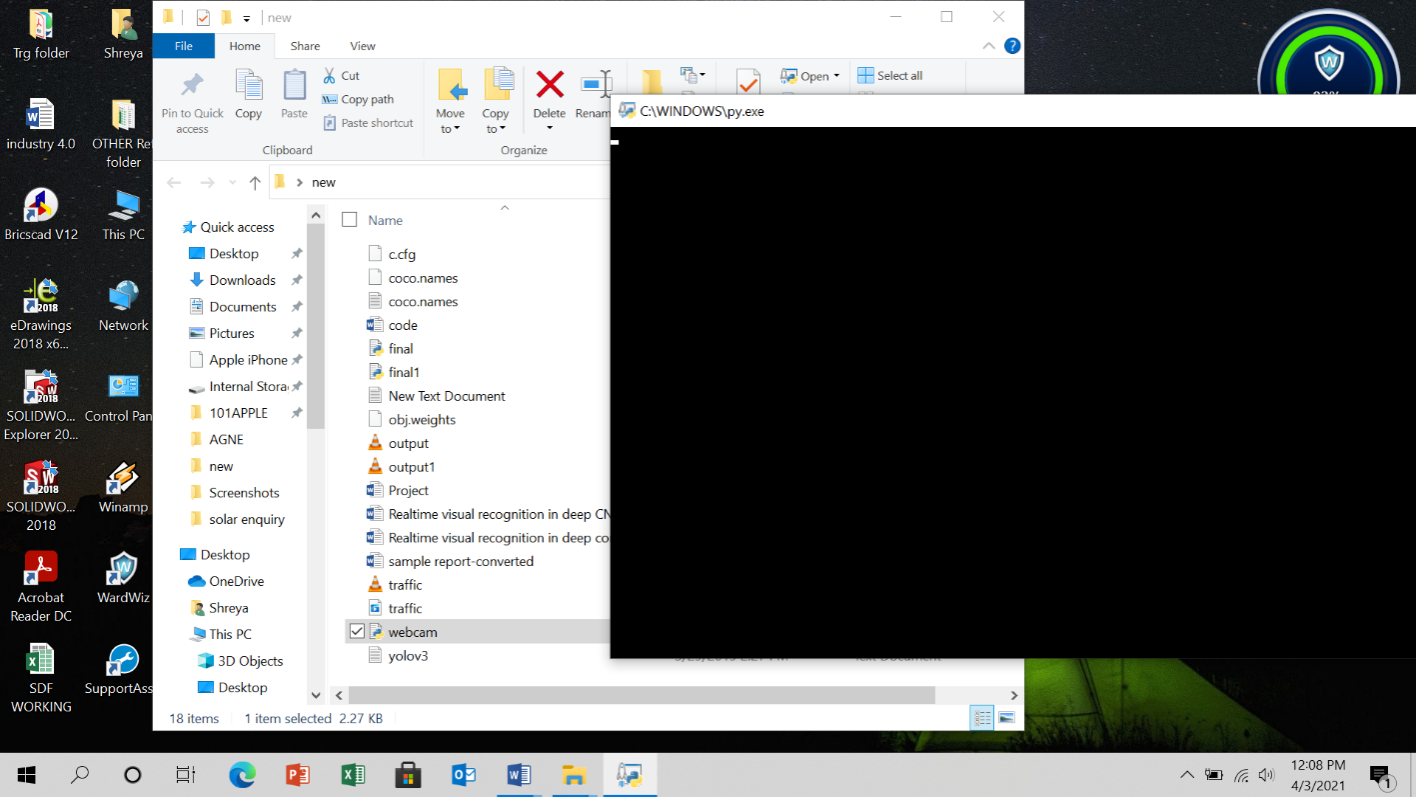 Trg folder
Shreya
industry 4.0
OTHER Re
folder
Bricscad V12
This PC
2018
eDrawings
2018 x6...
Network
SOLIDWO...
Explorer 20...
Control Pan
2018
SOLIDWO...
2018
Winamp
Acrobat
Reader DC
WardWiz
SDF
WORKING
SupportAss
new
File
Home
Share
View
Pin to Quick
access
Copy
Paste
Cut
Copy path
Paste shortcut
Clipboard
Move
to
Copy
to
Delete
Renam
Organize
Open
Select all
new
Quick access
Desktop
Downloads
Documents
Pictures
Apple iPhone
Internal Stora
101APPLE
AGNE
new
Screenshots
solar enquiry
Desktop
OneDrive
Shreya
This PC
3D Objects
Desktop
Name
c.cfg
coco.names
coco.names
code
final
final1
New Text Document
obj.weights
output
output1
Project
Realtime visual recognition in deep CN
Realtime visual recognition in deep co
sample report-converted
traffic
traffic
webcam
yolov3
18 items
1 item selected
2.27 KB
C:\WINDOWS\py.exe
12:08 PM
4/3/2021
1